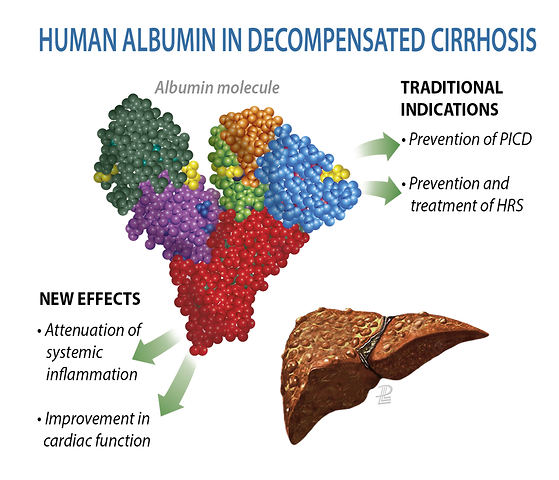 HUMAN ALBUMIN IN DECOMPENSATED CIRRHOSIS
Albumin molecule
TRADITIONAL
INDICATIONS
• Prevention of PICD
• Prevention and
treatment of HRS
NEW EFFECTS
• Attenuation of
systemic
inflammation
• Improvement in
cardiac function